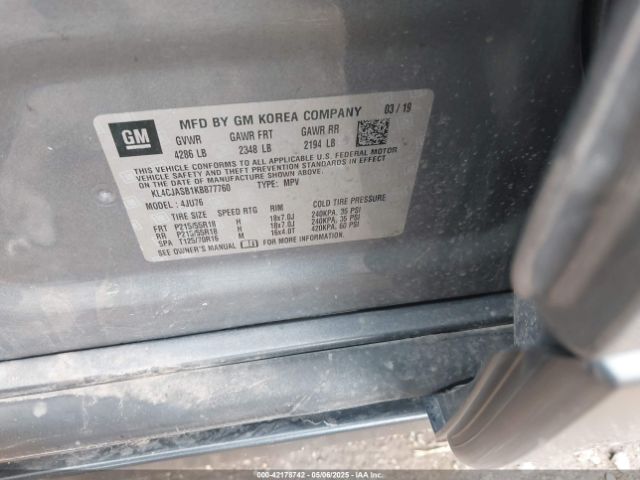 GM
MFD BY GM KOREA COMPANY 03 / 19
GVWR GAWR FRT GAWR RR
4286 LB 2348 LB 2194 LB
THIS VEHICLE CONFORMS TO ALL APPLICABLE U.S. FEDERAL MOTOR
VEHICLE SAFETY AND THEFT PREVENTION STANDARDS IN EFFECT ON
THE DATE OF MANUFACTURE SHOWN ABOVE.
KL4CJASB1KB877760 TYPE: MPV
MODEL: 4JU76
TIRE SIZE SPEED RTG RIM COLD TIRE PRESSURE
FRT P215/55R18 H 18x7.0J 240KPA, 35 PSI
RR P215/55R18 H 18x7.0J 240KPA, 35 PSI
SPA T125/70R16 M 16x4.0T 420KPA, 60 PSI
SEE OWNER'S MANUAL FOR MORE INFORMATION.
000-42178742 - 05/06/2025 - IAAI.COM